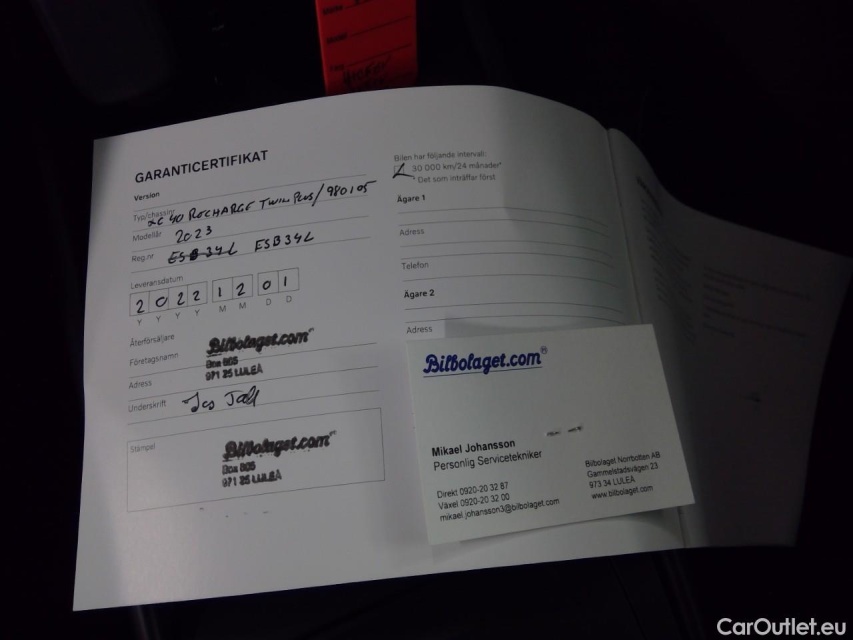 GARANTICERTIFIKAT
Version
Typ/chassinr
XC 40 RECHARGE TWIN PLUS/980105
Modellår 2023
Reg.nr ESB34L ESB34L
Leveransdatum
2 0 2 2 1 2 0 1
Y Y Y Y M M D D
Återförsäljare
Företagsnamn Bilbolaget.com
Box 805
Adress 971 25 LULEÅ
Underskrift
Stämpel Bilbolaget.com
Box 805
971 25 LULEÅ
Bilen har följande intervall:
30 000 km/24 månader*
* Det som inträffar först
Ägare 1
Adress
Telefon
Ägare 2
Adress
Bilbolaget.com
Mikael Johansson
Personlig Servicetekniker
Direkt 0920-20 32 87
Växel 0920-20 32 00
mikael.johansson3@bilbolaget.com
Bilbolaget Norrbotten AB
Gammelstadsvägen 23
973 34 LULEÅ
www.bilbolaget.com
CarOutlet.eu